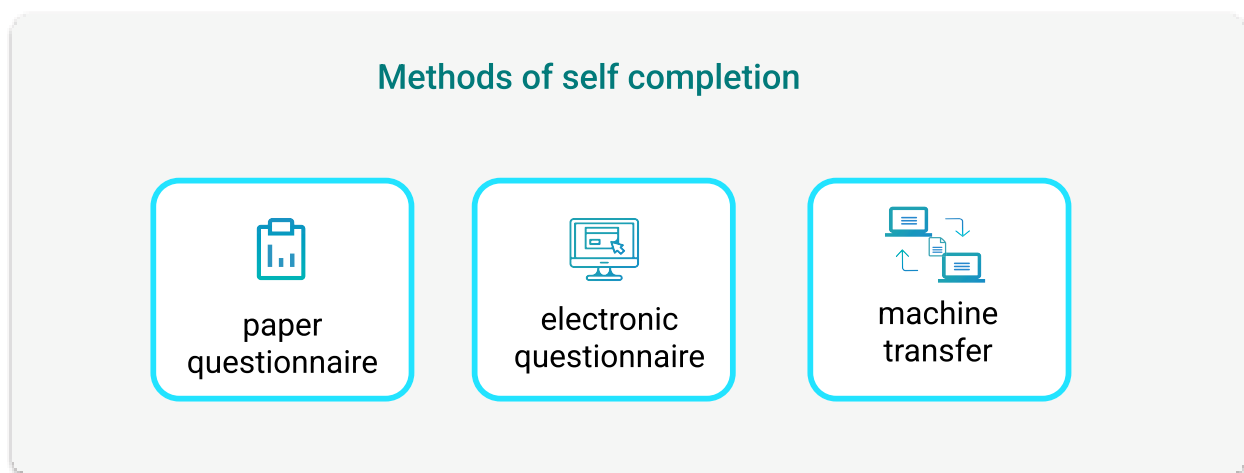 Methods of self completion
paper
questionnaire
electronic
questionnaire
machine
transfer